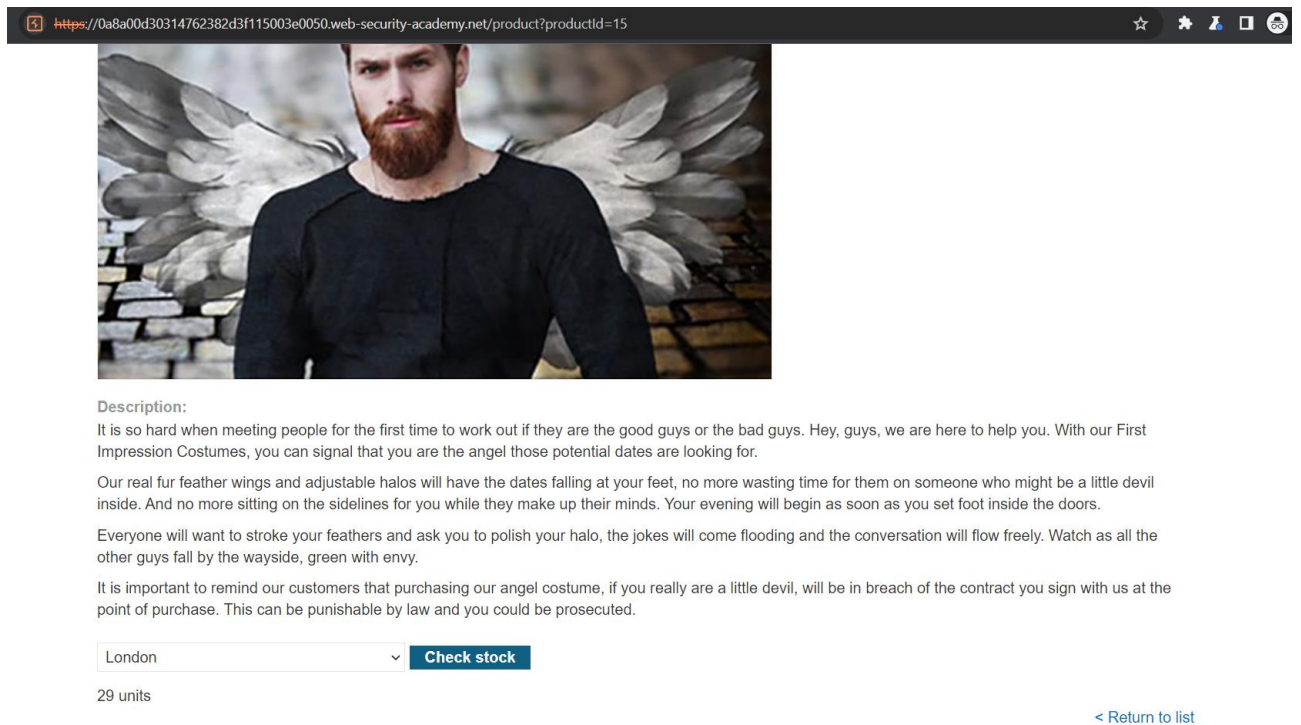 https://0a8a00d30314762382d3f115003e0050.web-security-academy.net/product?productId=15
Description:
It is so hard when meeting people for the first time to work out if they are the good guys or the bad guys. Hey, guys, we are here to help you. With our First
Impression Costumes, you can signal that you are the angel those potential dates are looking for.
Our real fur feather wings and adjustable halos will have the dates falling at your feet, no more wasting time for them on someone who might be a little devil
inside. And no more sitting on the sidelines for you while they make up their minds. Your evening will begin as soon as you set foot inside the doors.
Everyone will want to stroke your feathers and ask you to polish your halo, the jokes will come flooding and the conversation will flow freely. Watch as all the
other guys fall by the wayside, green with envy.
It is important to remind our customers that purchasing our angel costume, if you really are a little devil, will be in breach of the contract you sign with us at the
point of purchase. This can be punishable by law and you could be prosecuted.
London Check stock
29 units
< Return to list